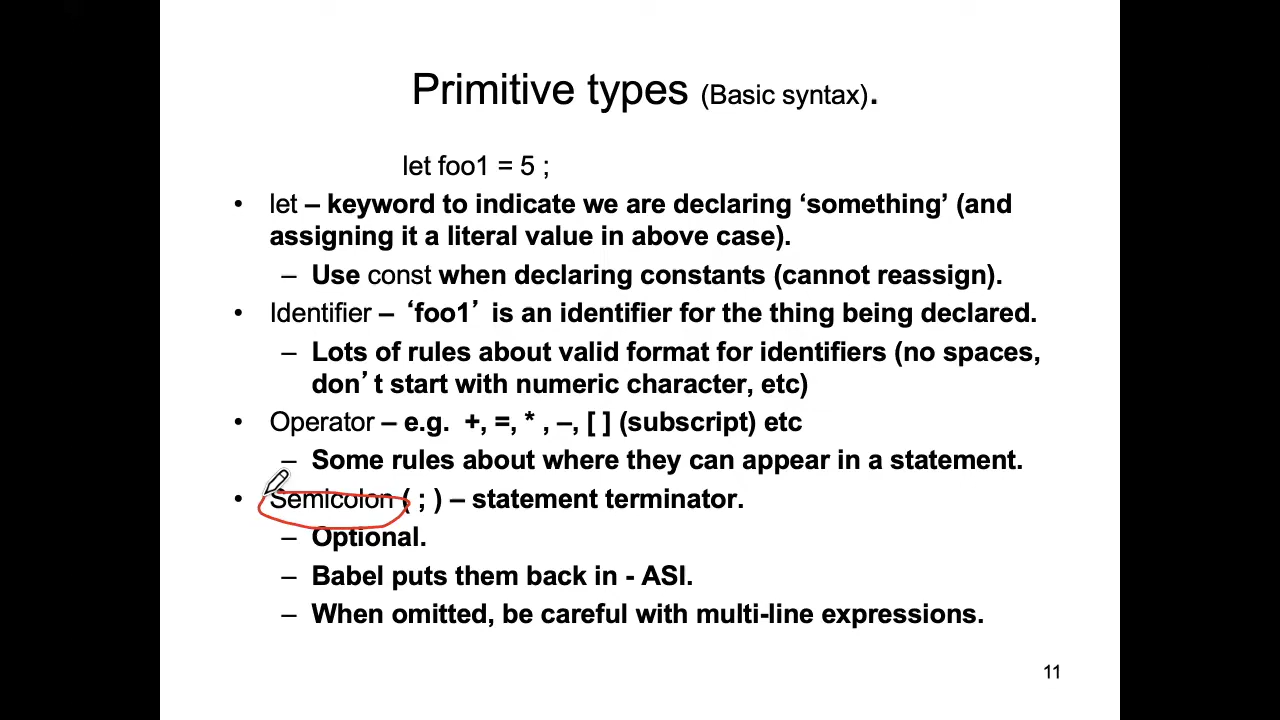 Primitive types (Basic syntax).
let foo1 = 5 ;
• let – keyword to indicate we are declaring ‘something’ (and
assigning it a literal value in above case).
– Use const when declaring constants (cannot reassign).
• Identifier – ‘foo1’ is an identifier for the thing being declared.
– Lots of rules about valid format for identifiers (no spaces,
don’t start with numeric character, etc)
• Operator – e.g. +, =, * , –, [ ] (subscript) etc
– Some rules about where they can appear in a statement.
• Semicolon ( ; ) – statement terminator.
– Optional.
– Babel puts them back in - ASI.
– When omitted, be careful with multi-line expressions.
11